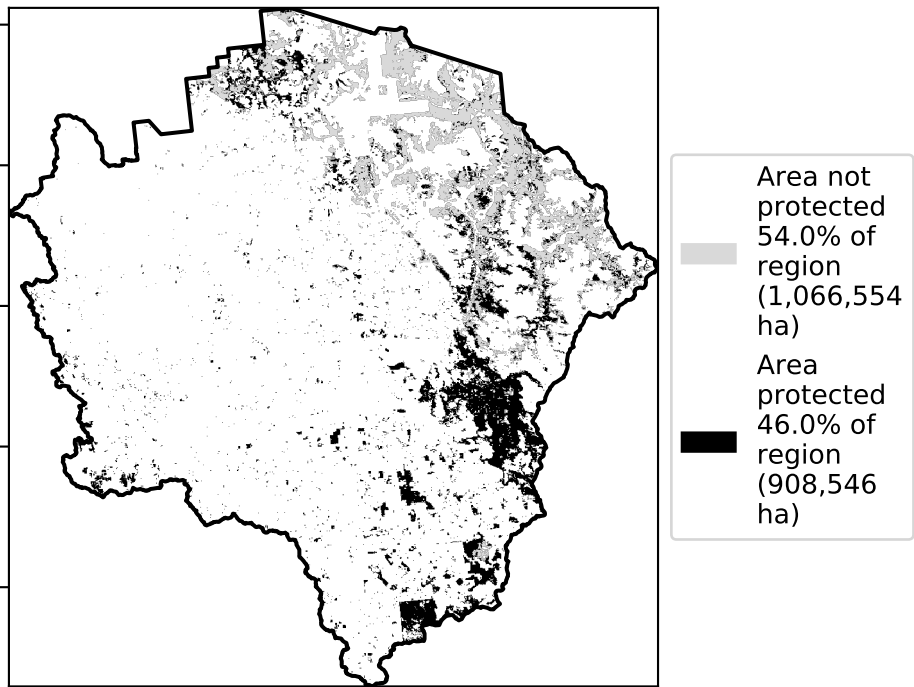 Area not
protected
54.0% of
region
(1,066,554
ha)
Area
protected
46.0% of
region
(908,546
ha)